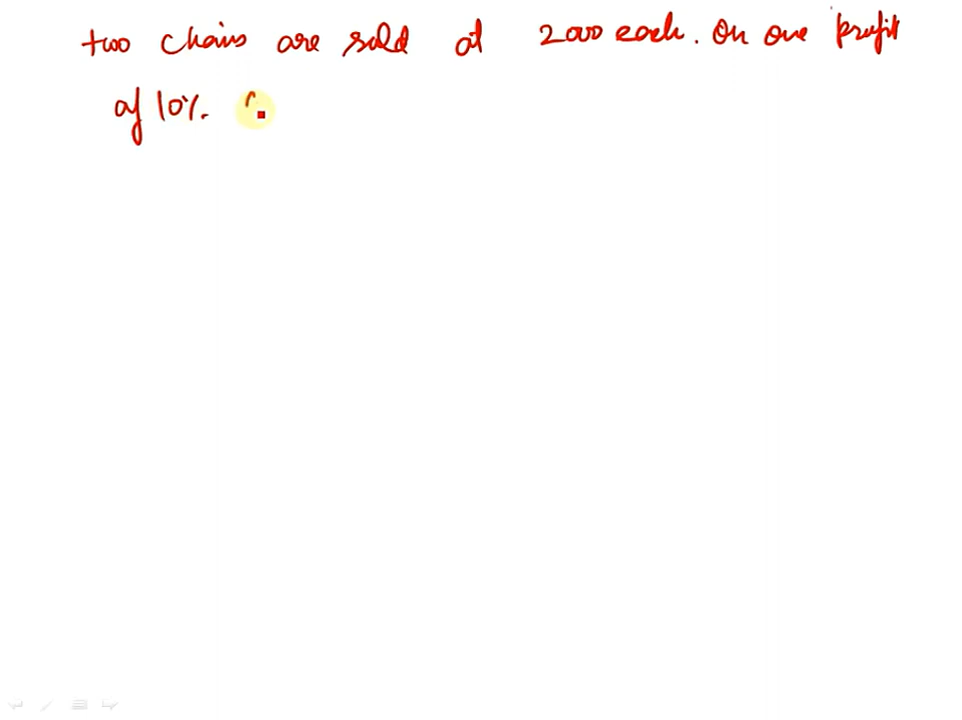 two chairs are sold at 2000 each. On one profit
of 10%.